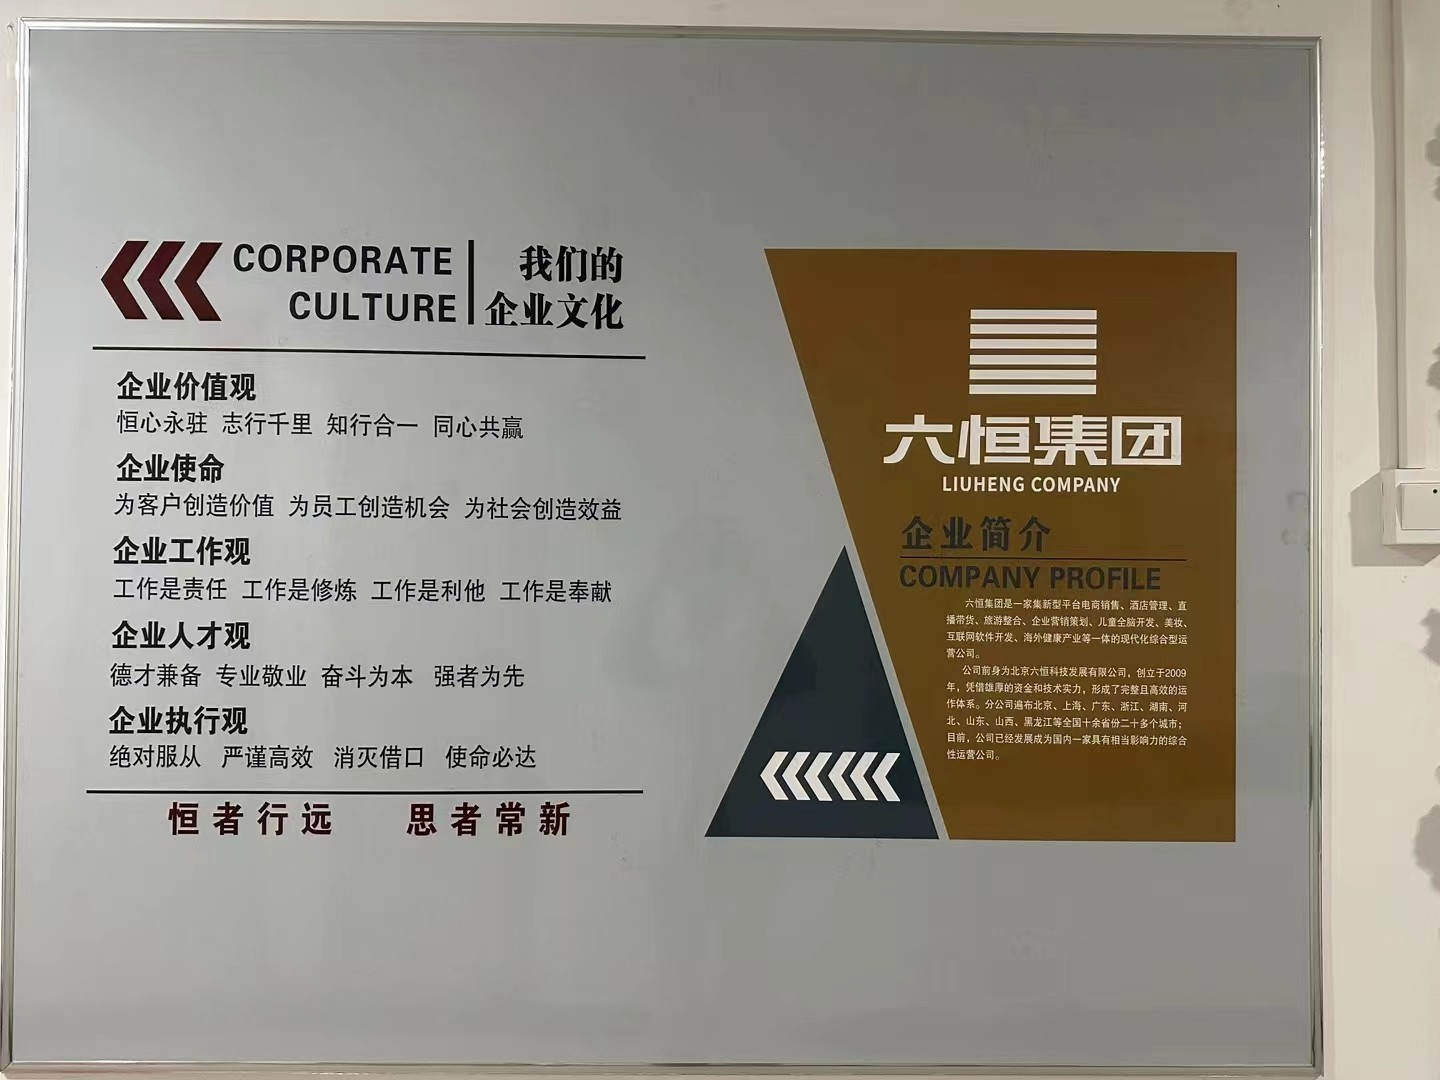 CORPORATE
CULTURE
我们的
企业文化
企业价值观
恒心永驻 志行千里 知行合一 同心共赢
企业使命
为客户创造价值 为员工创造机会 为社会创造效益
企业工作观
工作是责任 工作是修炼 工作是利他 工作是奉献
企业人才观
德才兼备 专业敬业 奋斗为本 强者为先
企业执行观
绝对服从 严谨高效 消灭借口 使命必达
恒者行远 思者常新
六恒集团
LIUHENG COMPANY
企业简介
COMPANY PROFILE
六恒集团是一家集新型平台电商销售、酒店管理、直
播带货、旅游整合、企业营销策划、儿童全脑开发、美妆、
互联网软件开发、海外健康产业等一体的现代化综合型运
营公司。
公司前身为北京六恒科技发展有限公司，创立于2009
年，凭借雄厚的资金和技术实力，形成了完整且高效的运
作体系。分公司遍布北京、上海、广东、浙江、湖南、河
北、山东、山西、黑龙江等全国十余省份二十多个城市；
目前，公司已经发展成为国内一家具有相当影响力的综合
性运营公司。